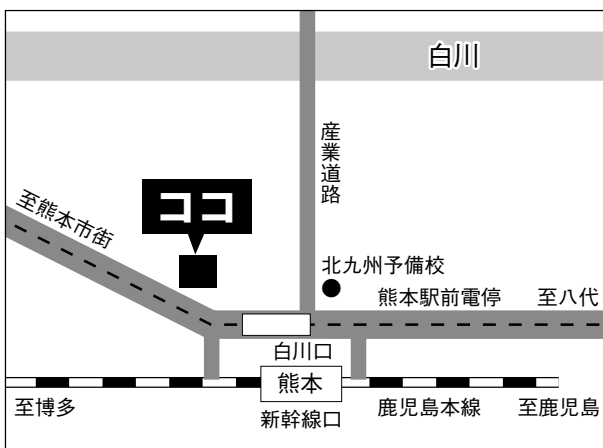 白川
産業道路
至熊本市街
ココ
北九州予備校
熊本駅前電停
至八代
白川口
熊本
至博多
新幹線口
鹿児島本線
至鹿児島